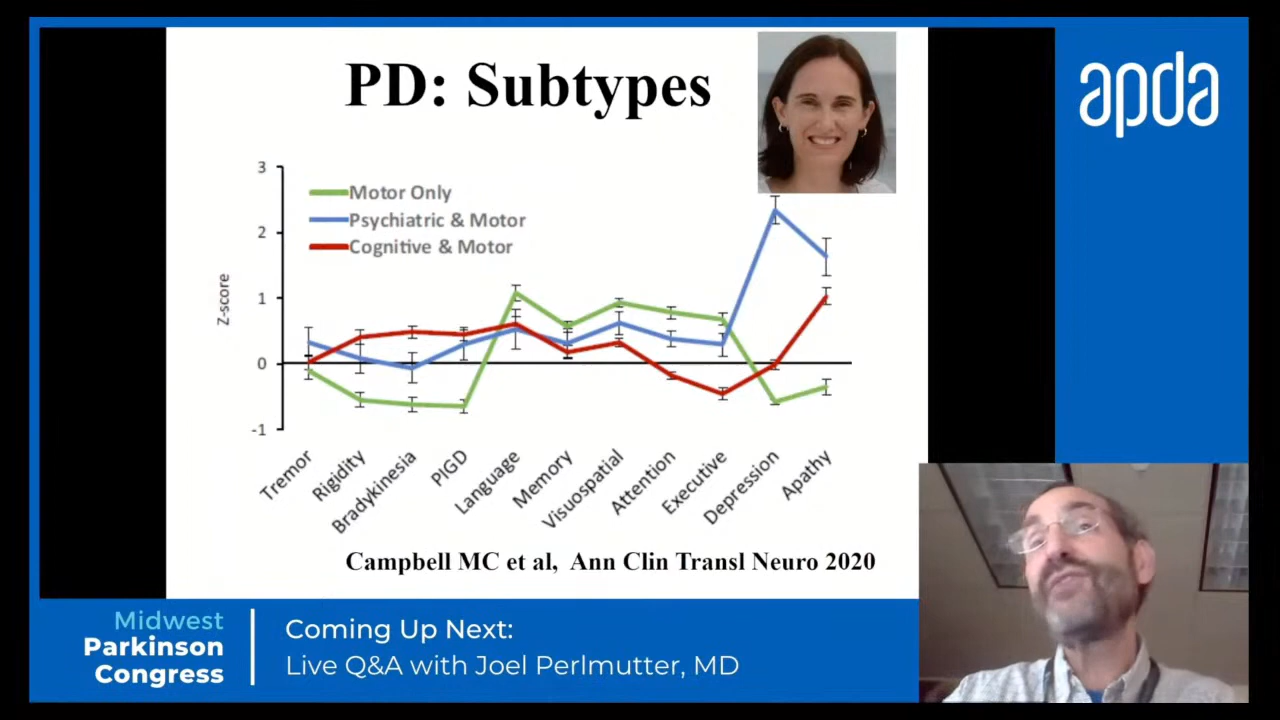 PD: Subtypes
apda
3
Motor Only
Psychiatric & Motor
2
Cognitive & Motor
Z-score
1
0
-1
Tremor
Rigidity
Bradykinesia
PIGD
Language
Memory
Visuospatial
Attention
Executive
Depression
Apathy
Campbell MC et al, Ann Clin Transl Neuro 2020
Midwest
Parkinson
Congress
Coming Up Next:
Live Q&A with Joel Perlmutter, MD